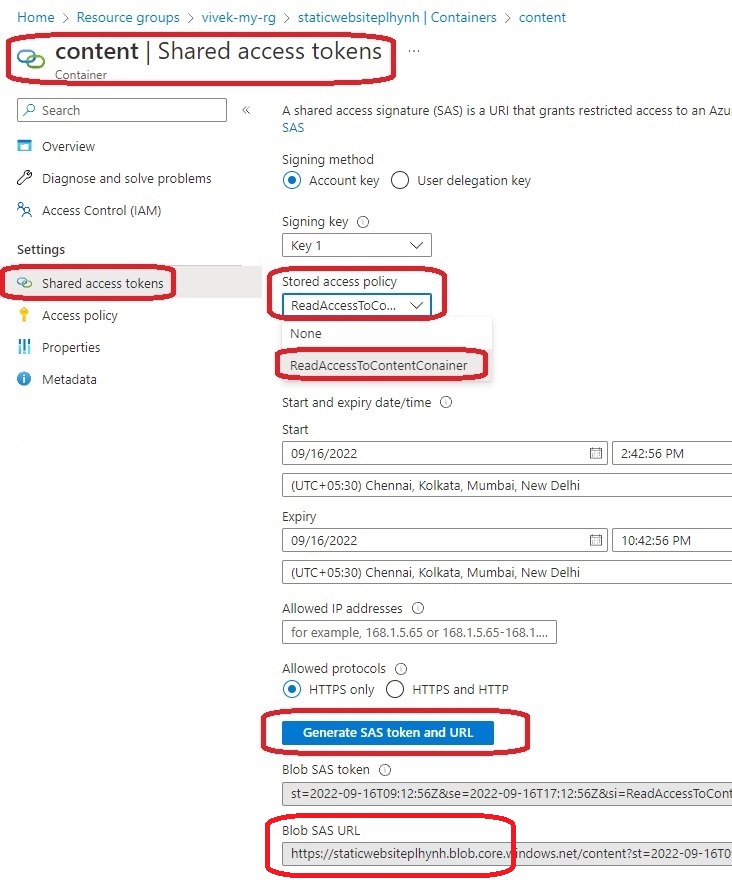 Home > Resource groups > vivek-my-rg > staticwebsiteplhynh | Containers > content
content | Shared access tokens ...
Container
Search «
Overview
Diagnose and solve problems
Access Control (IAM)
Settings
Shared access tokens
Access policy
Properties
Metadata
A shared access signature (SAS) is a URI that grants restricted access to an Azu
SAS
Signing method
Account key User delegation key
Signing key
Key 1
Stored access policy
ReadAccessToCo...
None
ReadAccessToContentConainer
Start and expiry date/time
Start
09/16/2022 2:42:56 PM
(UTC+05:30) Chennai, Kolkata, Mumbai, New Delhi
Expiry
09/16/2022 10:42:56 PM
(UTC+05:30) Chennai, Kolkata, Mumbai, New Delhi
Allowed IP addresses
for example, 168.1.5.65 or 168.1.5.65-168.1....
Allowed protocols
HTTPS only HTTPS and HTTP
Generate SAS token and URL
Blob SAS token
st=2022-09-16T09:12:56Z&se=2022-09-16T17:12:56Z&si=ReadAccessToCont
Blob SAS URL
https://staticwebsiteplhynh.blob.core.windows.net/content?st=2022-09-16T09